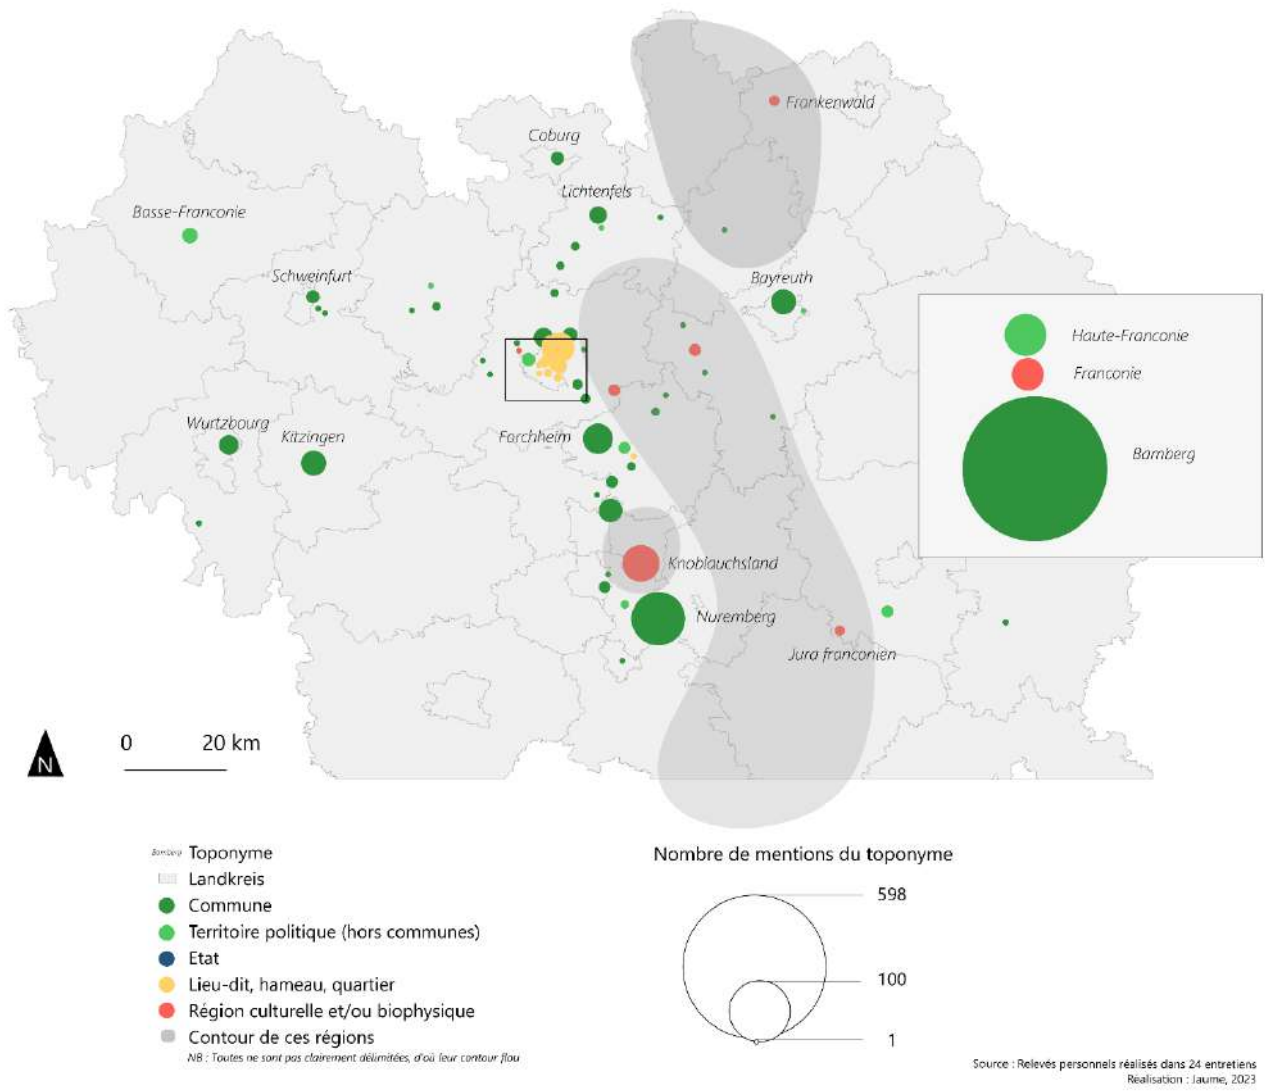 Frankenwald
Coburg
Lichtenfels
Basse-Franconie
Schweinfurt
Bayreuth
Haute-Franconie
Franconie
Bamberg
Wurtzbourg
Kitzingen
Forchheim
Knoblauchsland
Nuremberg
Jura franconien
N
0 20 km
Bamberg Toponyme
Landkreis
Commune
Territoire politique (hors communes)
Etat
Lieu-dit, hameau, quartier
Région culturelle et/ou biophysique
Contour de ces régions
NB : Toutes ne sont pas clairement délimitées, d'où leur contour flou
Nombre de mentions du toponyme
598
100
1
Source : Relevés personnels réalisés dans 24 entretiens
Réalisation : Jaume, 2023